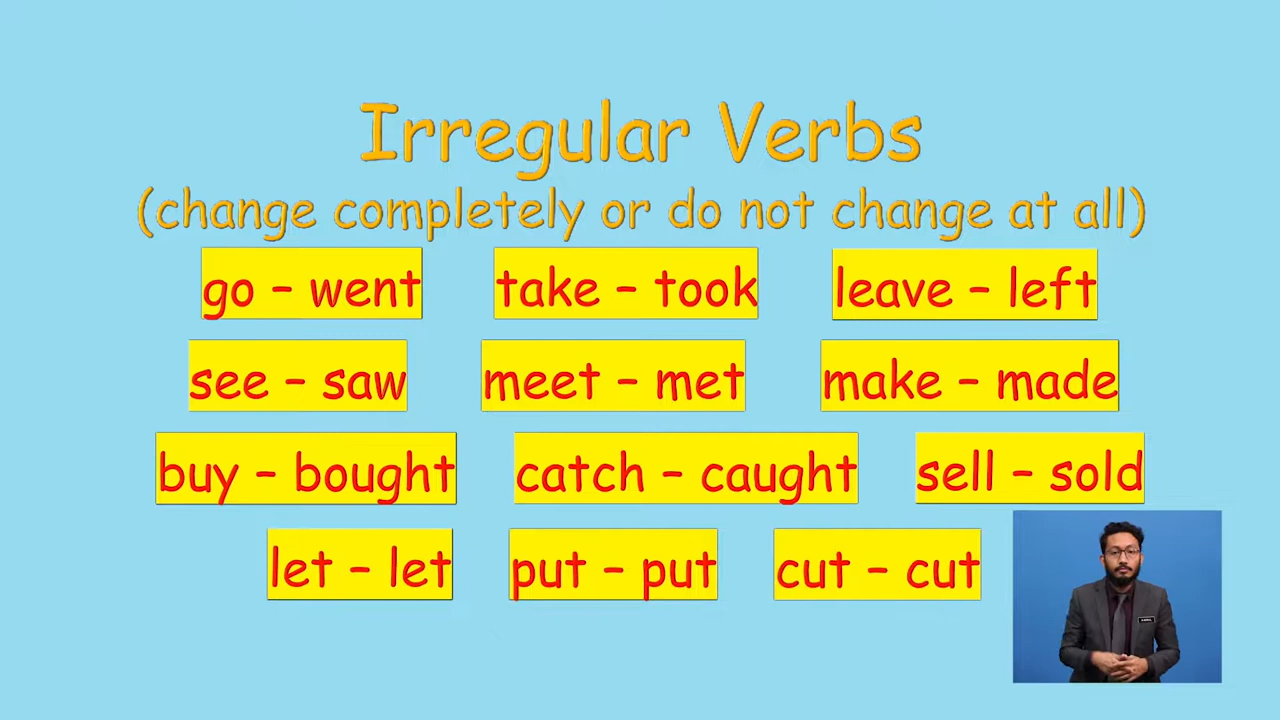 Irregular Verbs
(change completely or do not change at all)
go – went take – took leave – left
see – saw meet – met make – made
buy – bought catch – caught sell – sold
let – let put – put cut – cut